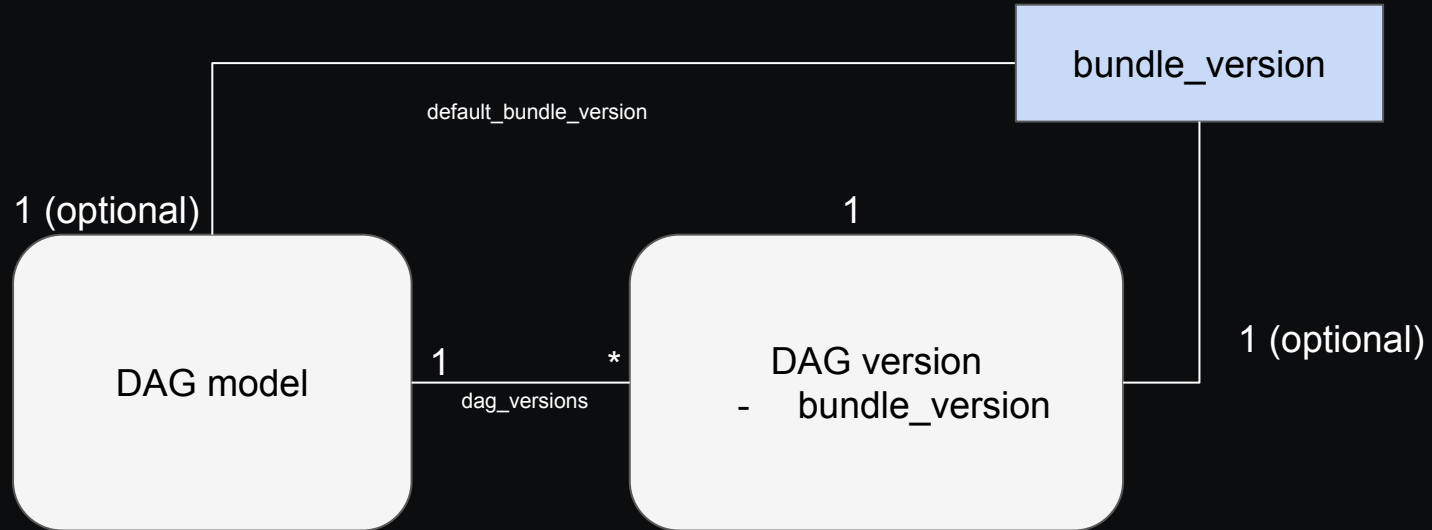 bundle_version
default_bundle_version
1 (optional)
1
DAG model
1
*
dag_versions
DAG version
- bundle_version
1 (optional)